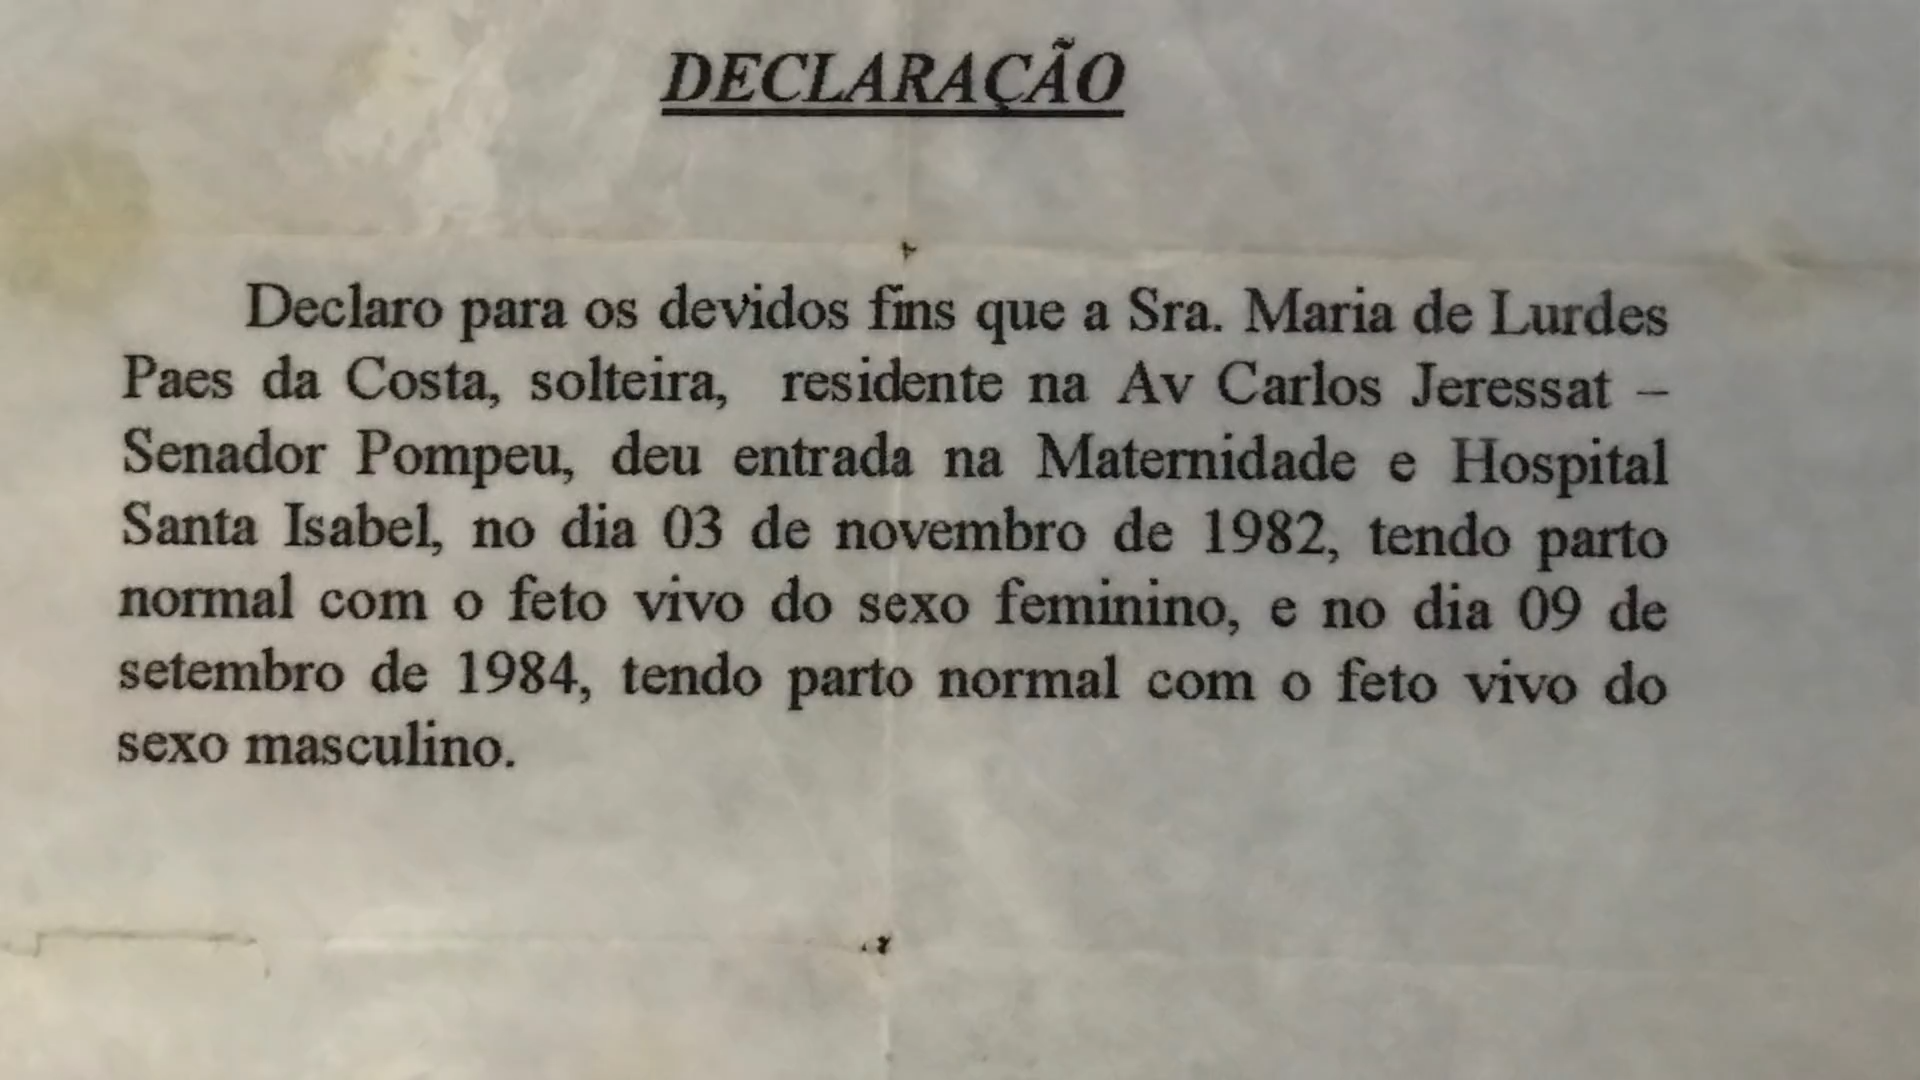 DECLARAÇÃO
Declaro para os devidos fins que a Sra. Maria de Lurdes
Paes da Costa, solteira, residente na Av Carlos Jeressat –
Senador Pompeu, deu entrada na Maternidade e Hospital
Santa Isabel, no dia 03 de novembro de 1982, tendo parto
normal com o feto vivo do sexo feminino, e no dia 09 de
setembro de 1984, tendo parto normal com o feto vivo do
sexo masculino.